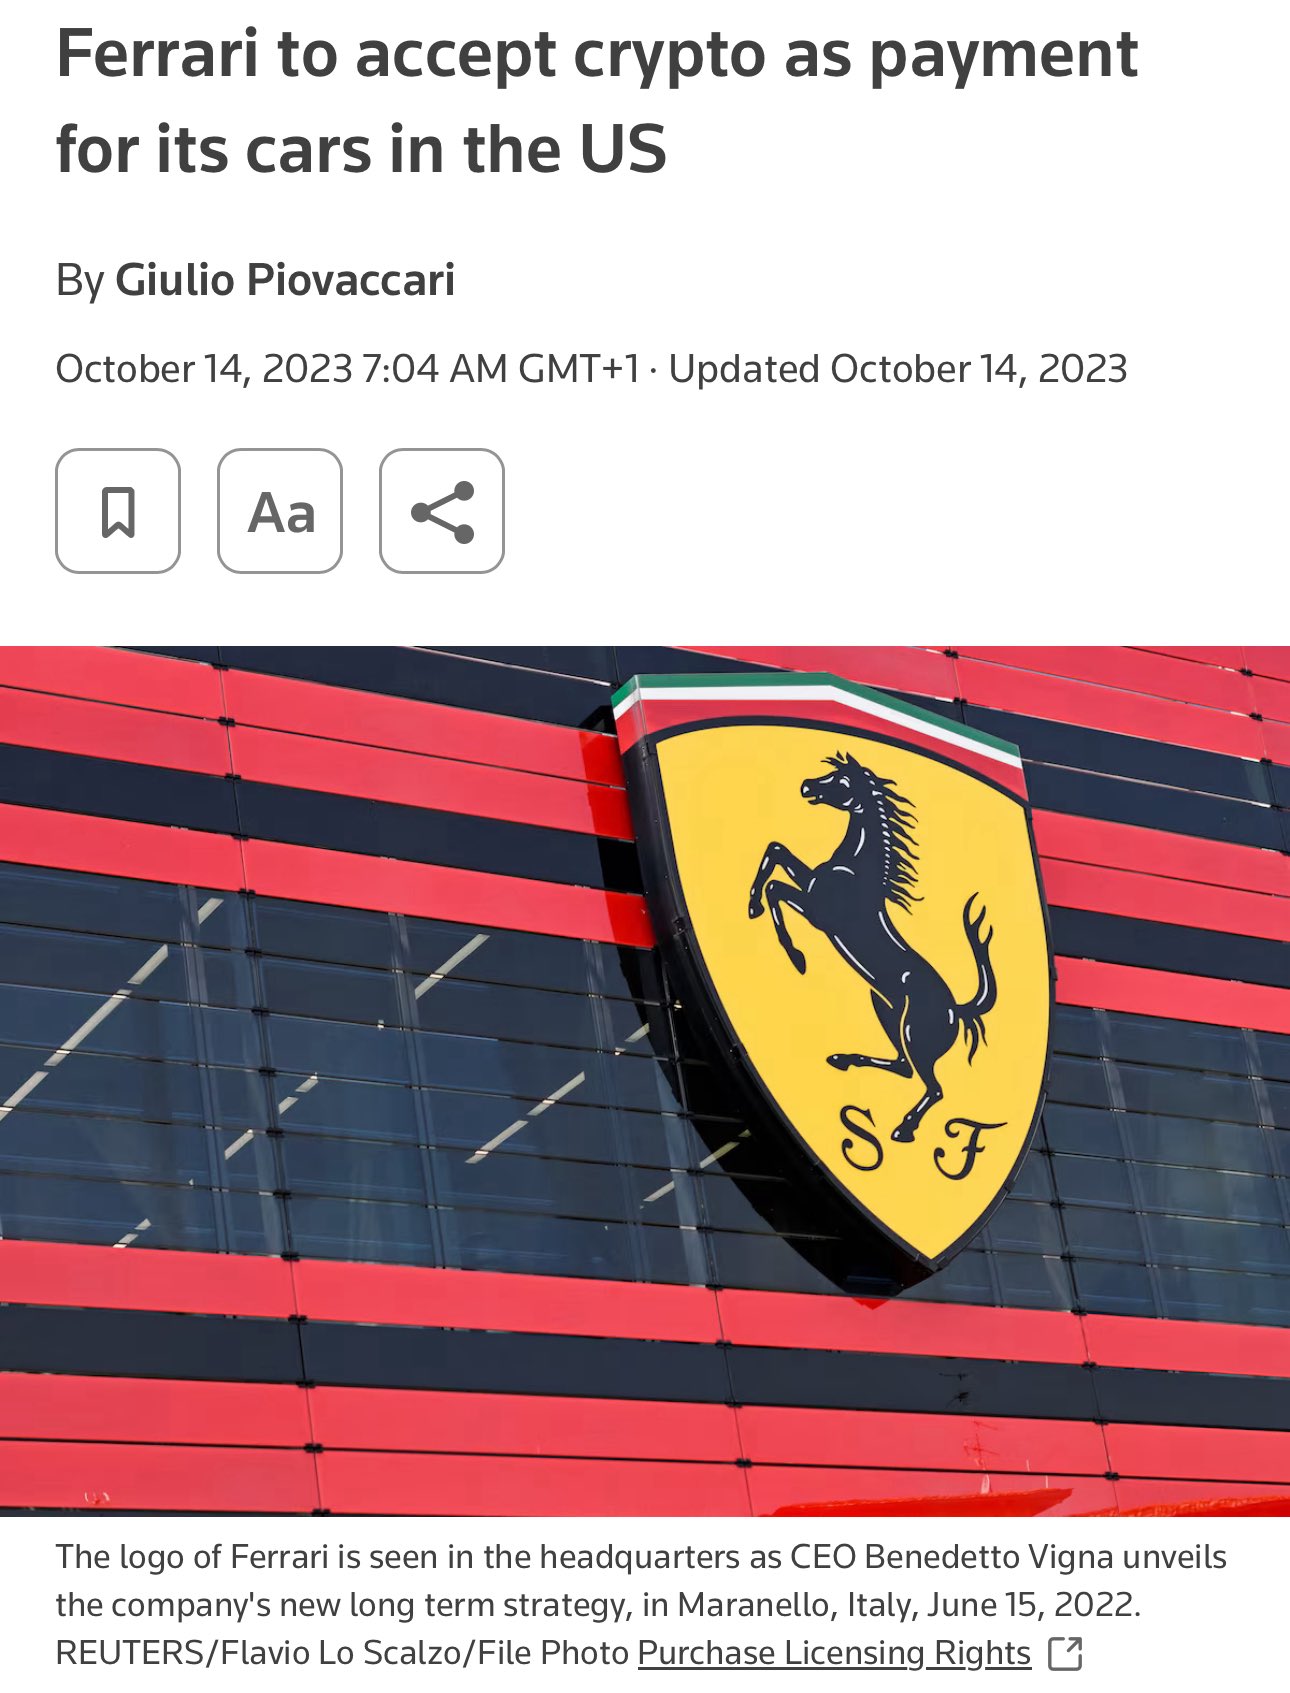 Ferrari to accept crypto as payment
for its cars in the US
By Giulio Piovaccari
October 14, 2023 7:04 AM GMT+1 · Updated October 14, 2023
Aa
S F
The logo of Ferrari is seen in the headquarters as CEO Benedetto Vigna unveils
the company's new long term strategy, in Maranello, Italy, June 15, 2022.
REUTERS/Flavio Lo Scalzo/File Photo Purchase Licensing Rights